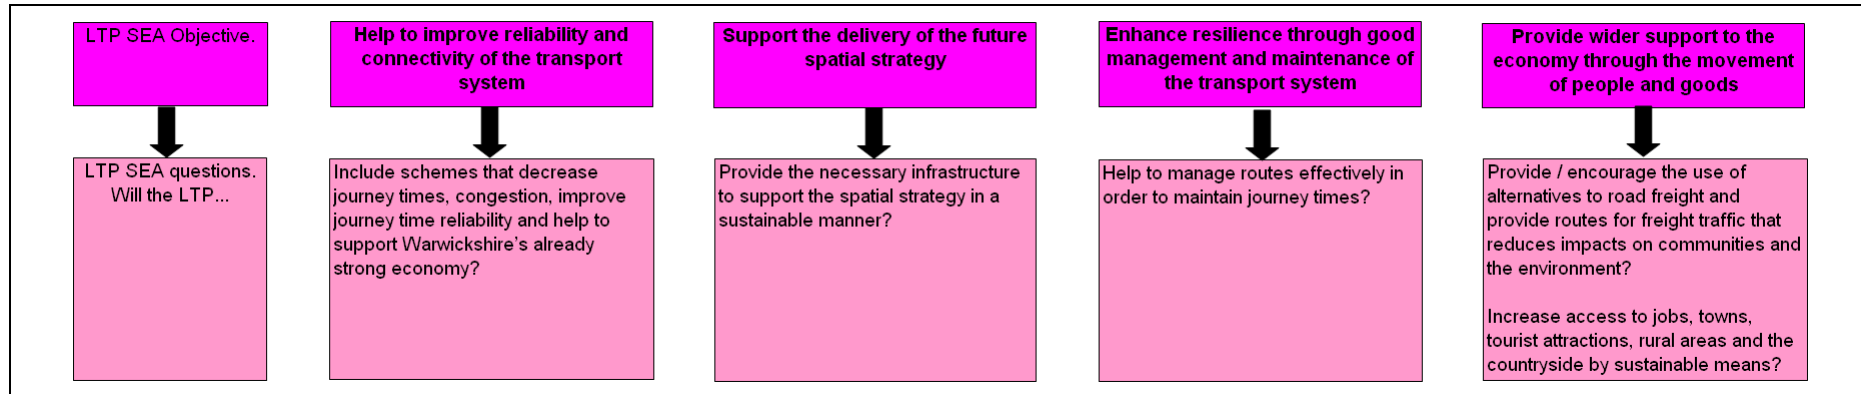 LTP SEA Objective.
Help to improve reliability and
connectivity of the transport
system
Support the delivery of the future
spatial strategy
Enhance resilience through good
management and maintenance of
the transport system
Provide wider support to the
economy through the movement
of people and goods
LTP SEA questions.
Will the LTP...
Include schemes that decrease
journey times, congestion, improve
journey time reliability and help to
support Warwickshire's already
strong economy?
Provide the necessary infrastructure
to support the spatial strategy in a
sustainable manner?
Help to manage routes effectively in
order to maintain journey times?
Provide / encourage the use of
alternatives to road freight and
provide routes for freight traffic that
reduces impacts on communities and
the environment?
Increase access to jobs, towns,
tourist attractions, rural areas and the
countryside by sustainable means?